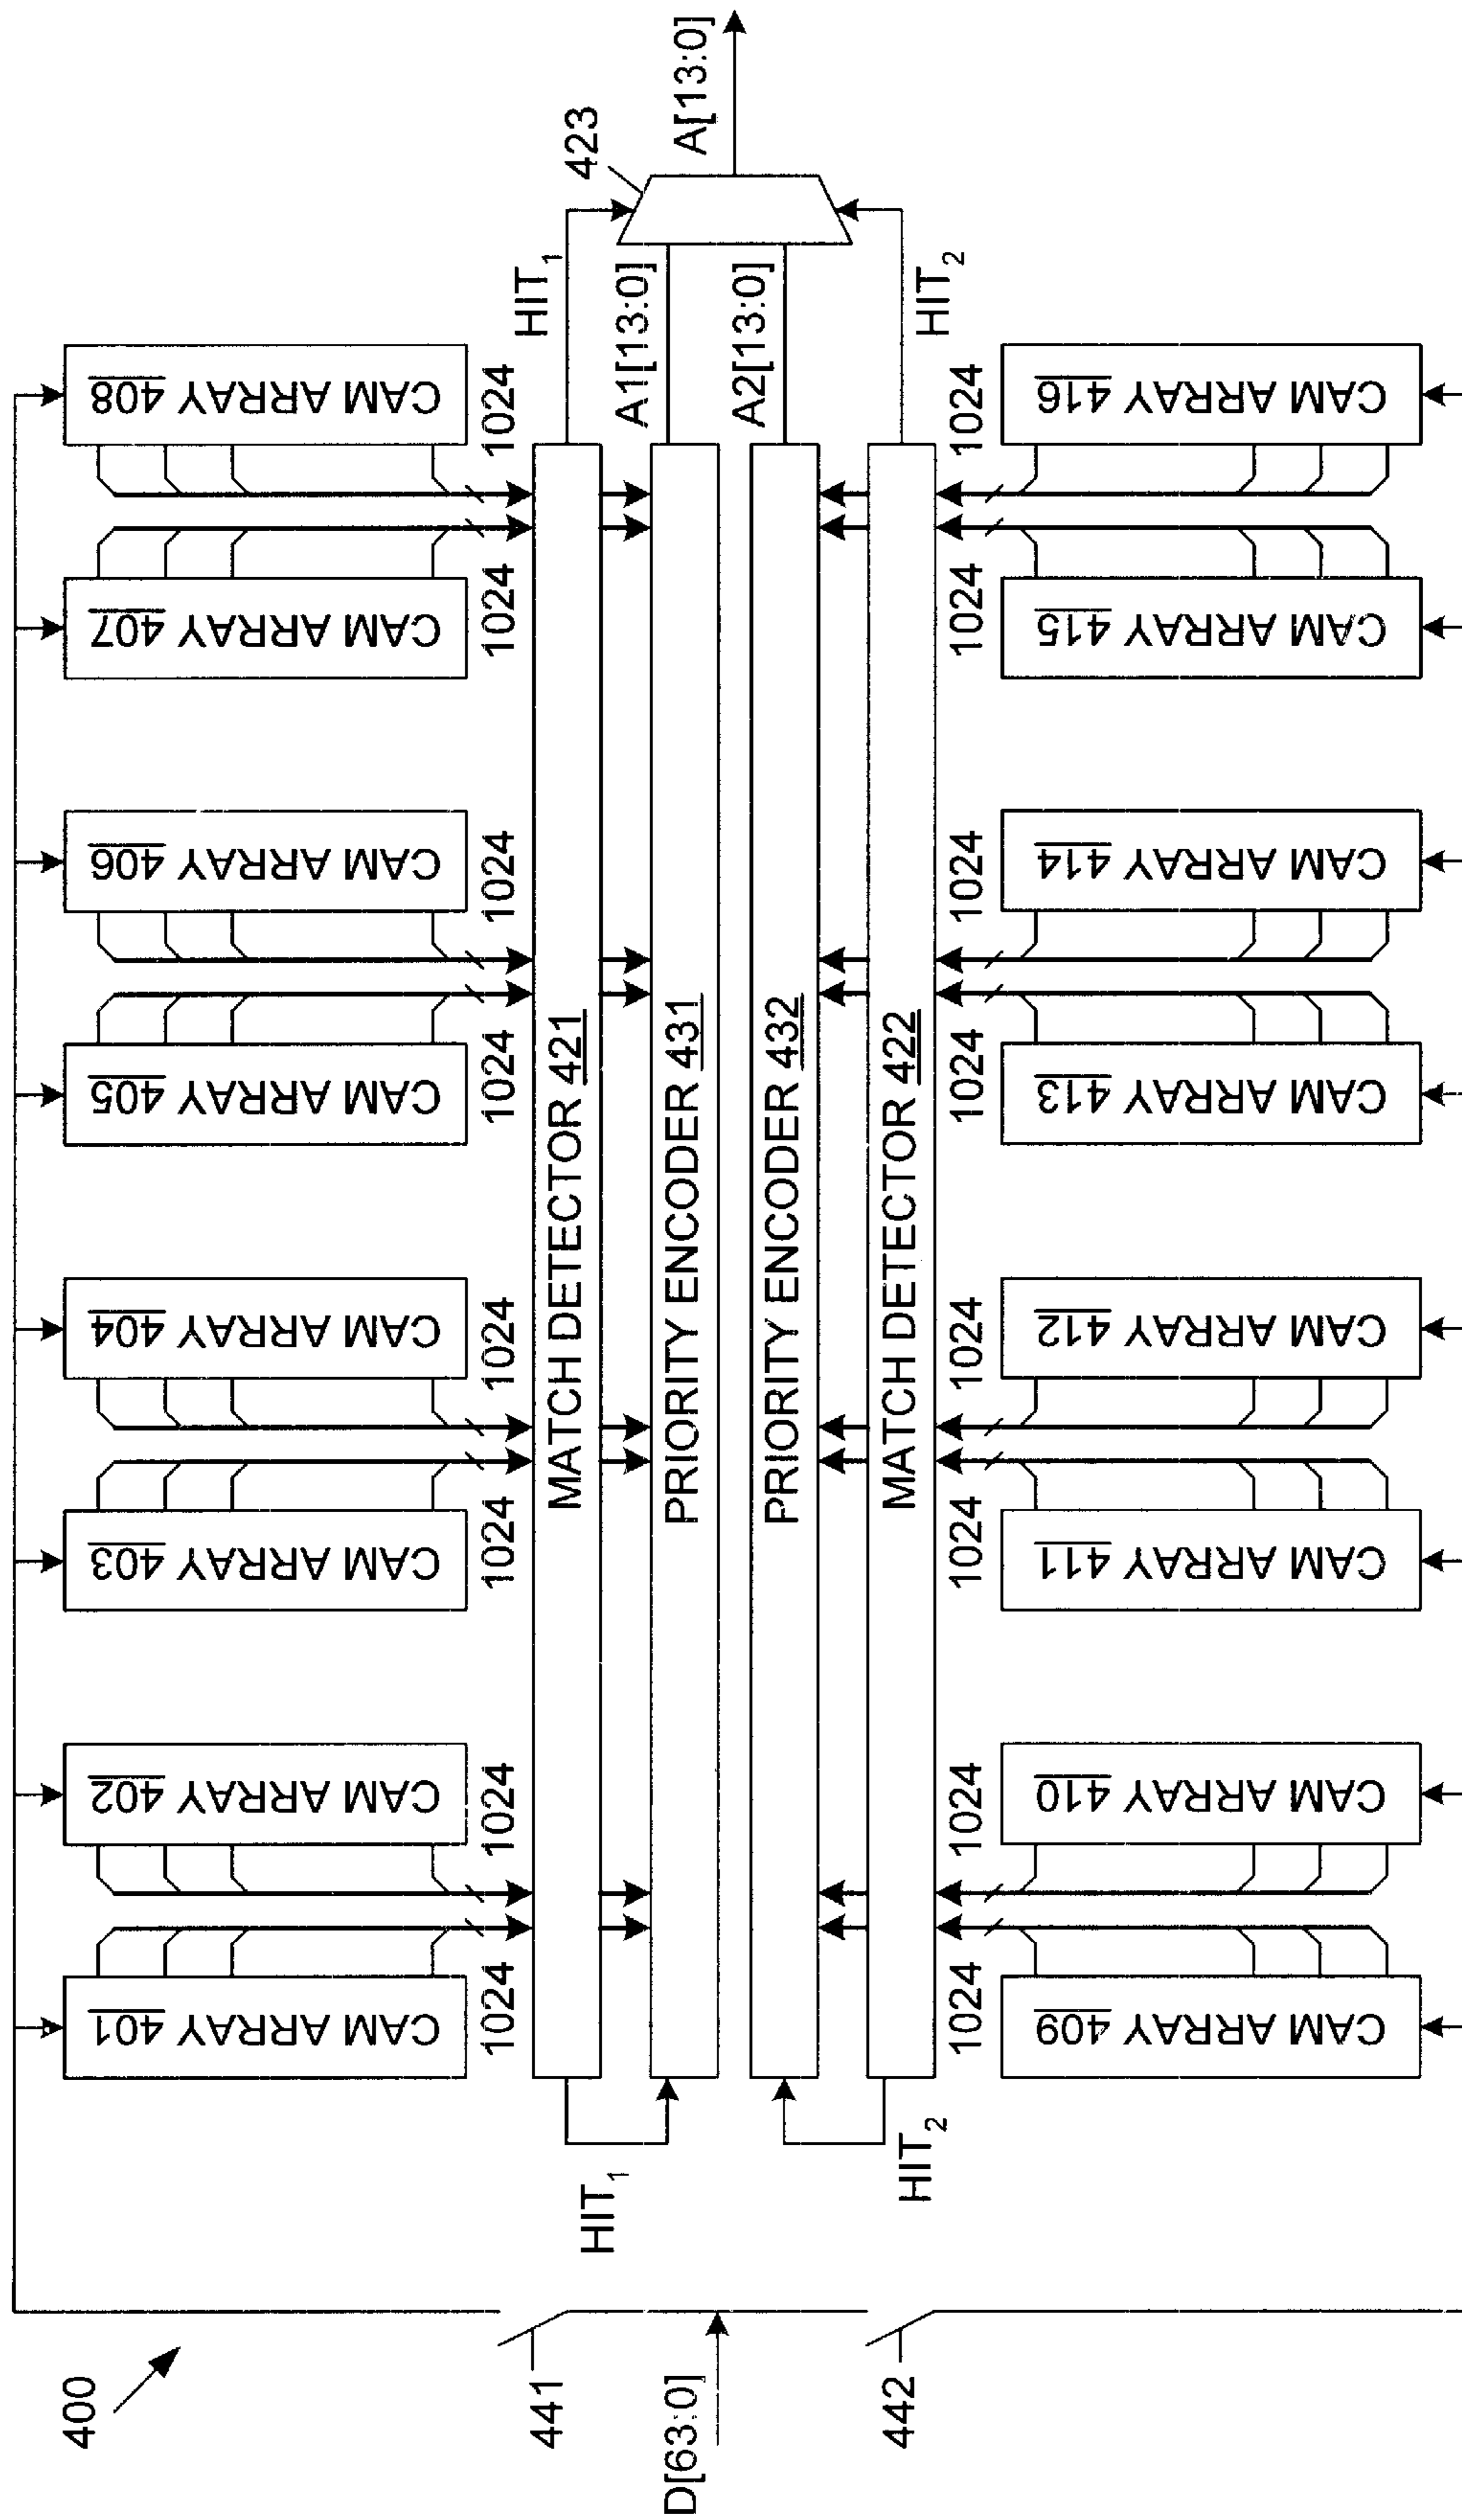 400
441
D[63:0]
442
HIT1
HIT2
CAM ARRAY 401
CAM ARRAY 402
CAM ARRAY 403
CAM ARRAY 404
CAM ARRAY 405
CAM ARRAY 406
CAM ARRAY 407
CAM ARRAY 408
1024
1024
1024
1024
1024
1024
1024
1024
MATCH DETECTOR 421
PRIORITY ENCODER 431
PRIORITY ENCODER 432
MATCH DETECTOR 422
1024
1024
1024
1024
1024
1024
1024
1024
CAM ARRAY 409
CAM ARRAY 410
CAM ARRAY 411
CAM ARRAY 412
CAM ARRAY 413
CAM ARRAY 414
CAM ARRAY 415
CAM ARRAY 416
HIT1
A1[13:0]
A2[13:0]
HIT2
423
A[13:0]